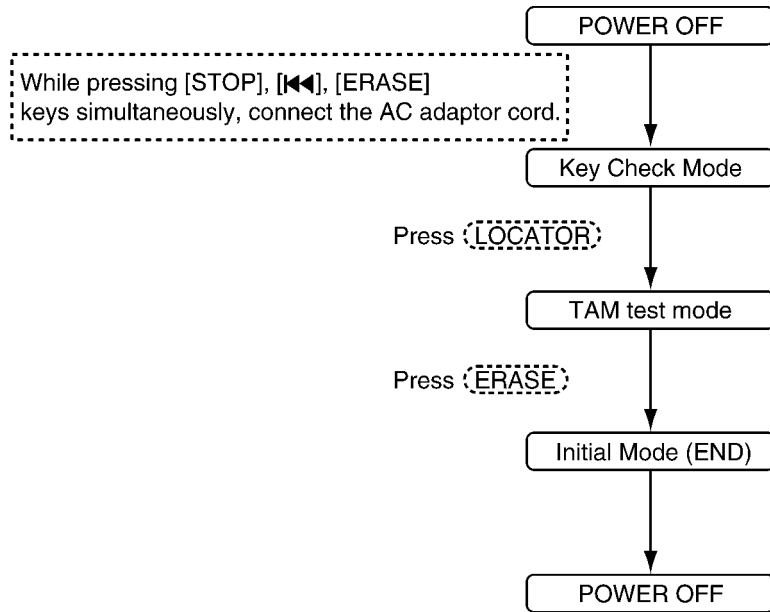 POWER OFF
While pressing [STOP], [⏮], [ERASE]
keys simultaneously, connect the AC adaptor cord.
Key Check Mode
Press LOCATOR
TAM test mode
Press ERASE
Initial Mode (END)
POWER OFF